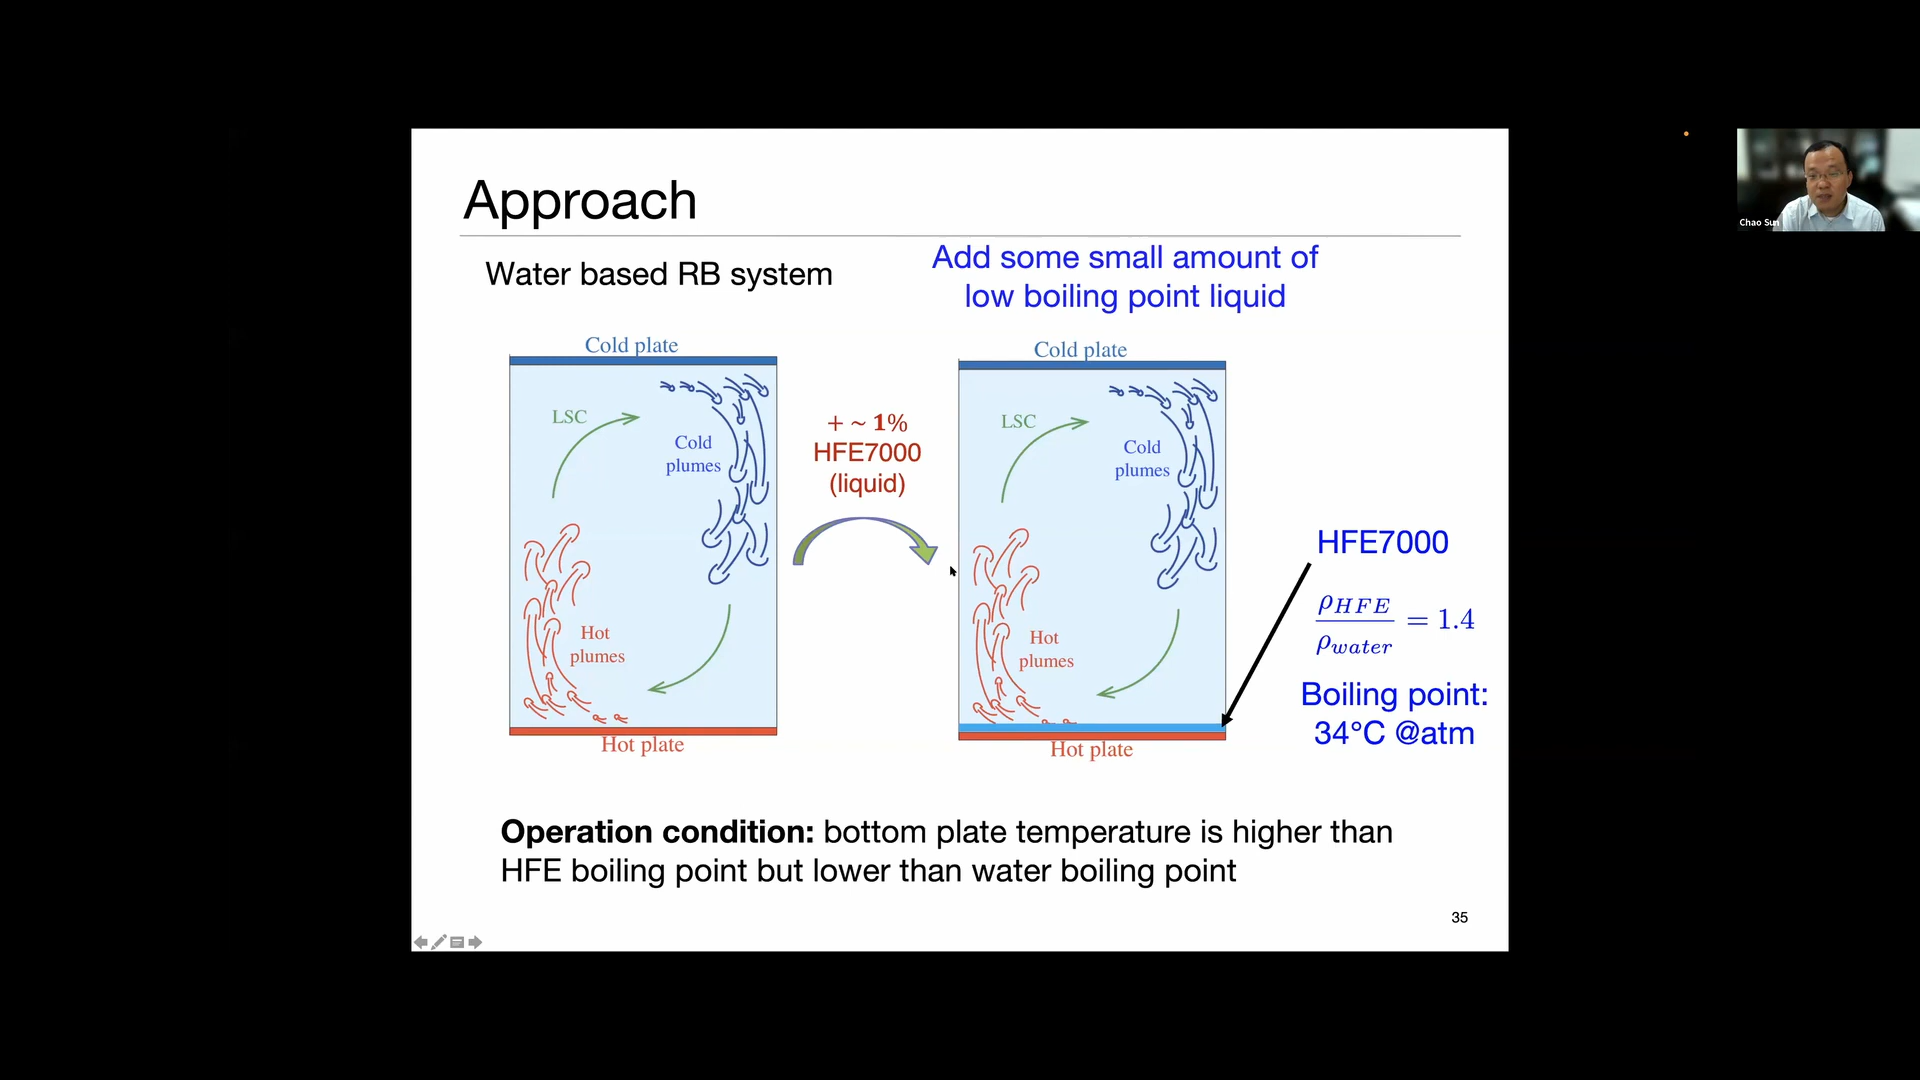 Approach
Water based RB system
Add some small amount of
low boiling point liquid
Cold plate
LSC
Cold
plumes
Hot
plumes
Hot plate
+ ~ 1%
HFE7000
(liquid)
Cold plate
LSC
Cold
plumes
Hot
plumes
Hot plate
HFE7000
ρHFE
ρwater
= 1.4
Boiling point:
34°C @atm
Operation condition: bottom plate temperature is higher than
HFE boiling point but lower than water boiling point
35
Chao Sun